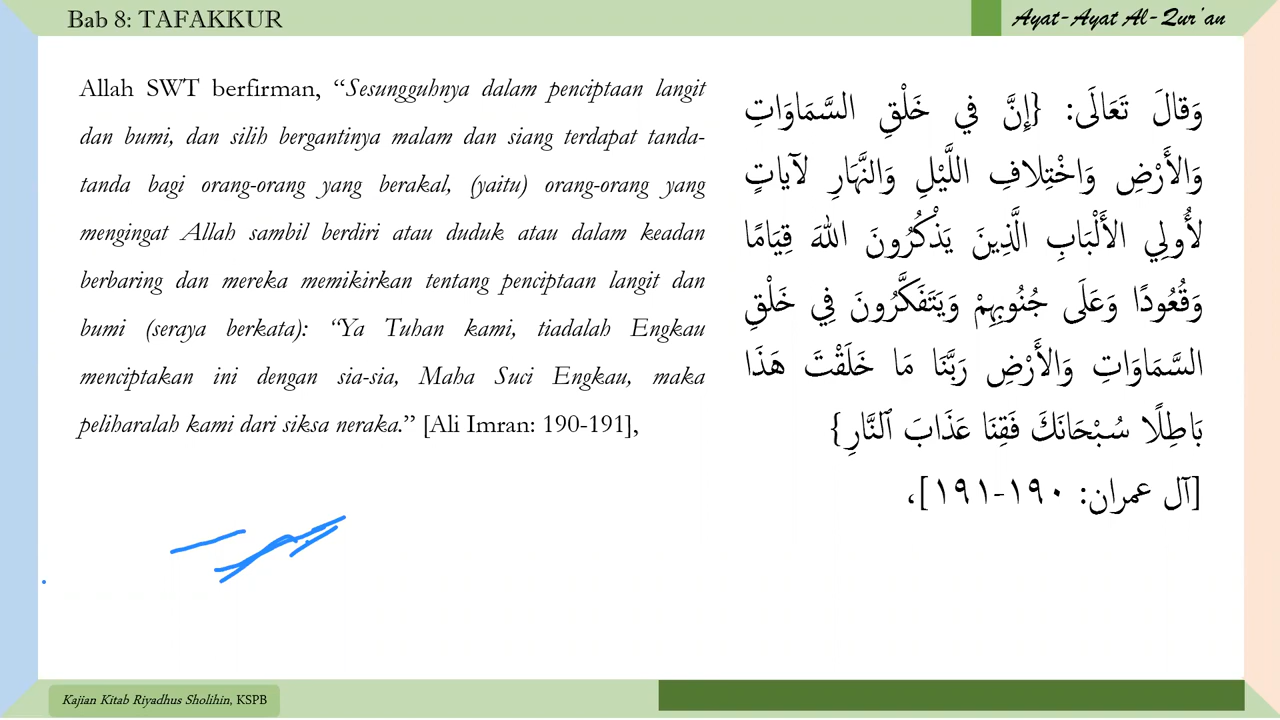 Bab 8: TAFAKKUR
Ayat-Ayat Al-Qur'an
Allah SWT berfirman, “Sesungguhnya dalam penciptaan langit
dan bumi, dan silih bergantinya malam dan siang terdapat tanda-
tanda bagi orang-orang yang berakal, (yaitu) orang-orang yang
mengingat Allah sambil berdiri atau duduk atau dalam keadan
berbaring dan mereka memikirkan tentang penciptaan langit dan
bumi (seraya berkata): “Ya Tuhan kami, tiadalah Engkau
menciptakan ini dengan sia-sia, Maha Suci Engkau, maka
peliharalah kami dari siksa neraka.” [Ali Imran: 190-191],
وَقَالَ تَعَالَى: {إِنَّ فِي خَلْقِ السَّمَاوَاتِ
وَالأَرْضِ وَاخْتِلافِ اللَّيْلِ وَالنَّهَارِ لآيَاتٍ
لأُولِي الأَلْبَابِ الَّذِينَ يَذْكُرُونَ اللهَ قِيَامًا
وَقُعُودًا وَعَلَى جُنُوبِهِمْ وَيَتَفَكَّرُونَ فِي خَلْقِ
السَّمَاوَاتِ وَالأَرْضِ رَبَّنَا مَا خَلَقْتَ هَذَا
بَاطِلًا سُبْحَانَكَ فَقِنَا عَذَابَ ٱلنَّارِ}
[آل عمران: ١٩٠-١٩١]،
Kajian Kitab Riyadhus Sholihin, KSPB